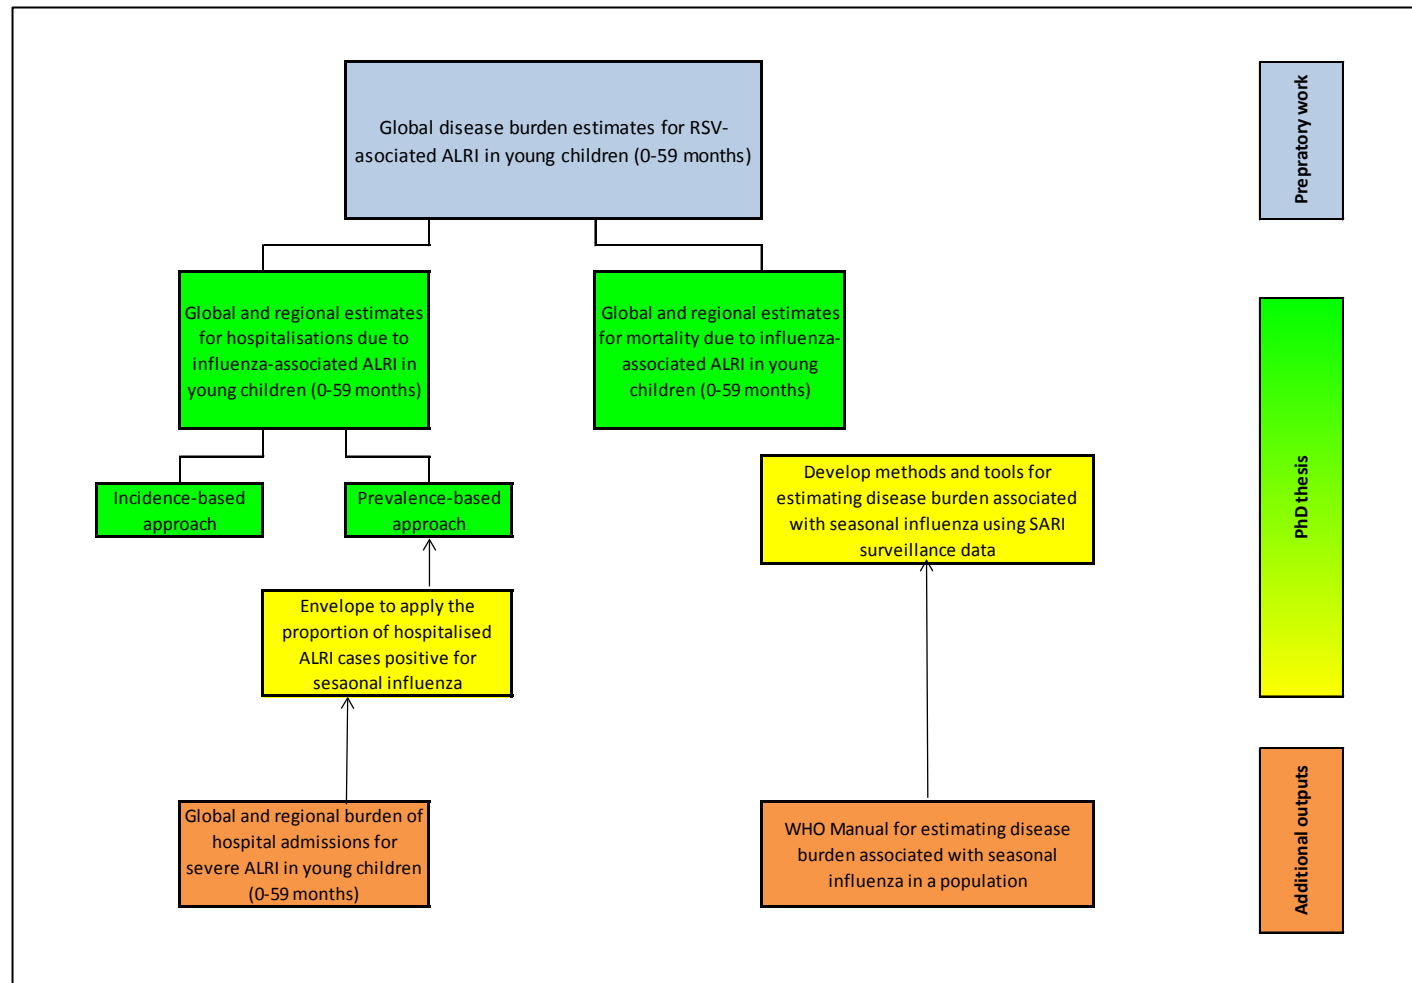 Global disease burden estimates for RSV-
asociated ALRI in young children (0-59 months)
Prepratory work
Global and regional estimates
for hospitalisations due to
influenza-associated ALRI in
young children (0-59 months)
Global and regional estimates
for mortality due to influenza-
associated ALRI in young
children (0-59 months)
Incidence-based
approach
Prevalence-based
approach
Develop methods and tools for
estimating disease burden associated
with seasonal influenza using SARI
surveillance data
PhD thesis
Envelope to apply the
proportion of hospitalised
ALRI cases positive for
sesaonal influenza
Global and regional burden of
hospital admissions for
severe ALRI in young children
(0-59 months)
WHO Manual for estimating disease
burden associated with seasonal
influenza in a population
Additional outputs